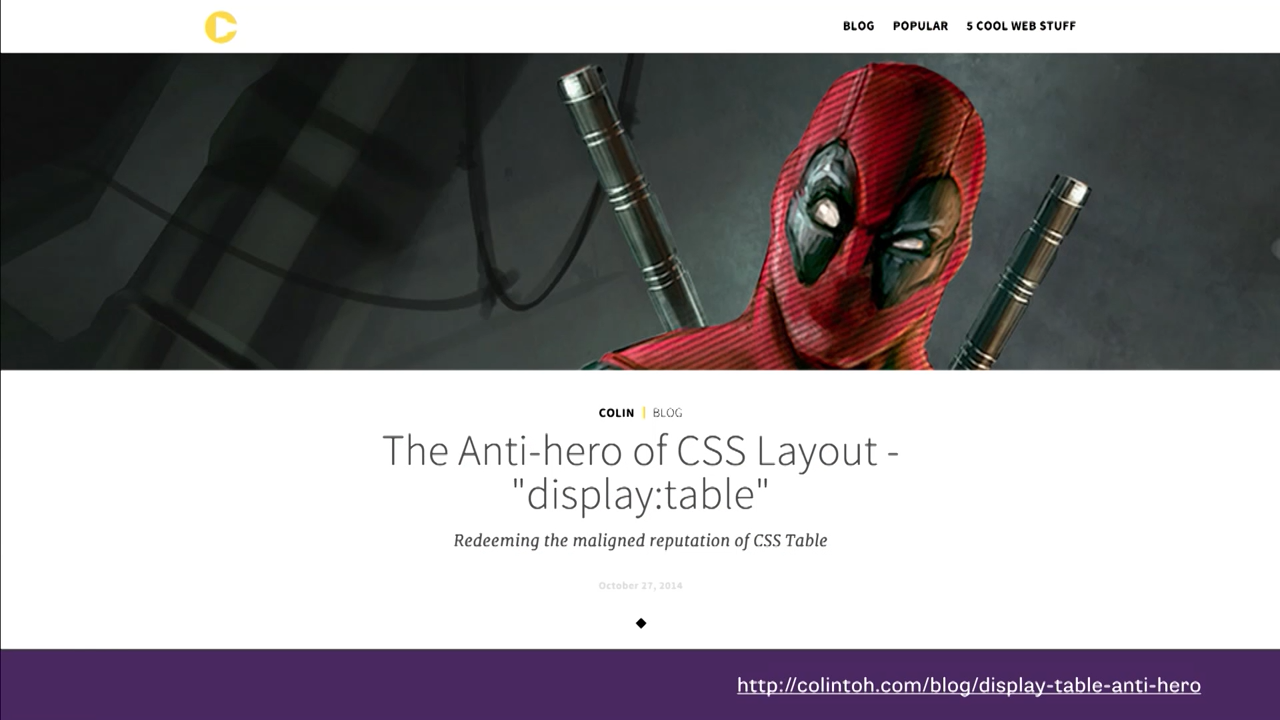 BLOG POPULAR 5 COOL WEB STUFF
COLIN | BLOG
The Anti-hero of CSS Layout -
"display:table"
Redeeming the maligned reputation of CSS Table
October 27, 2014
http://colintoh.com/blog/display-table-anti-hero